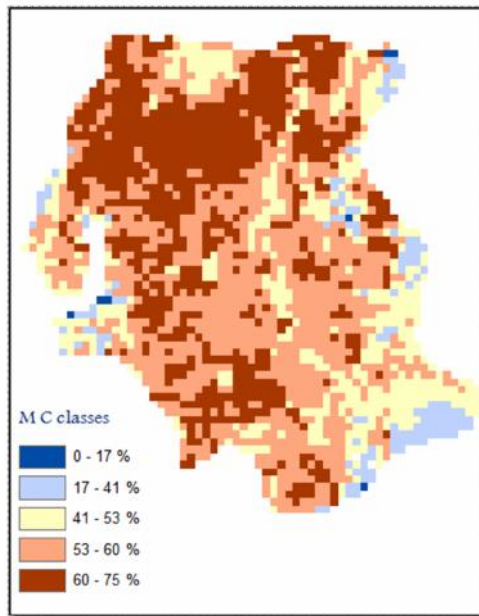 M C classes
0 - 17 %
17 - 41 %
41 - 53 %
53 - 60 %
60 - 75 %